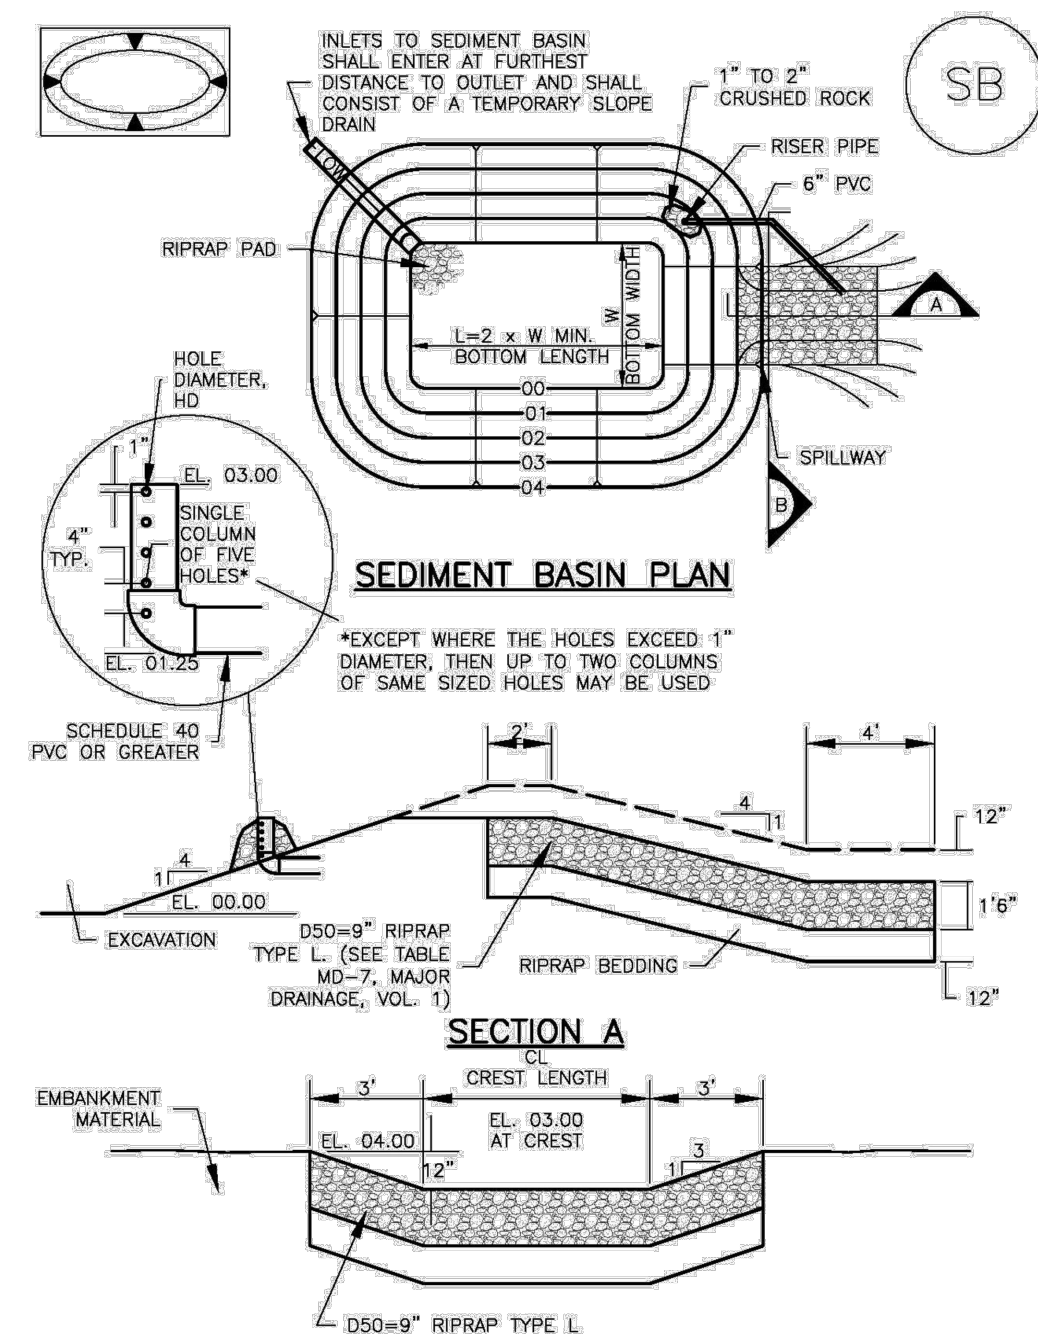 INLETS TO SEDIMENT BASIN
SHALL ENTER AT FURTHEST
DISTANCE TO OUTLET AND SHALL
CONSIST OF A TEMPORARY SLOPE
DRAIN
1" TO 2"
CRUSHED ROCK
SB
RISER PIPE
6" PVC
FLOW
RIPRAP PAD
W
BOTTOM WIDTH
A
L=2 x W MIN.
BOTTOM LENGTH
00
01
02
03
04
SPILLWAY
B
HOLE
DIAMETER,
HD
1"
EL. 03.00
SINGLE
COLUMN
OF FIVE
HOLES*
4"
TYP.
EL. 01.25
SCHEDULE 40
PVC OR GREATER
SEDIMENT BASIN PLAN
*EXCEPT WHERE THE HOLES EXCEED 1"
DIAMETER, THEN UP TO TWO COLUMNS
OF SAME SIZED HOLES MAY BE USED
2'
4'
4
1
12"
4
1
EL. 00.00
EXCAVATION
1'6"
D50=9" RIPRAP
TYPE L. (SEE TABLE
MD-7, MAJOR
DRAINAGE, VOL. 1)
RIPRAP BEDDING
12"
SECTION A
CL
CREST LENGTH
3'
3'
EMBANKMENT
MATERIAL
EL. 04.00
EL. 03.00
AT CREST
12"
3
1
D50=9" RIPRAP TYPE L